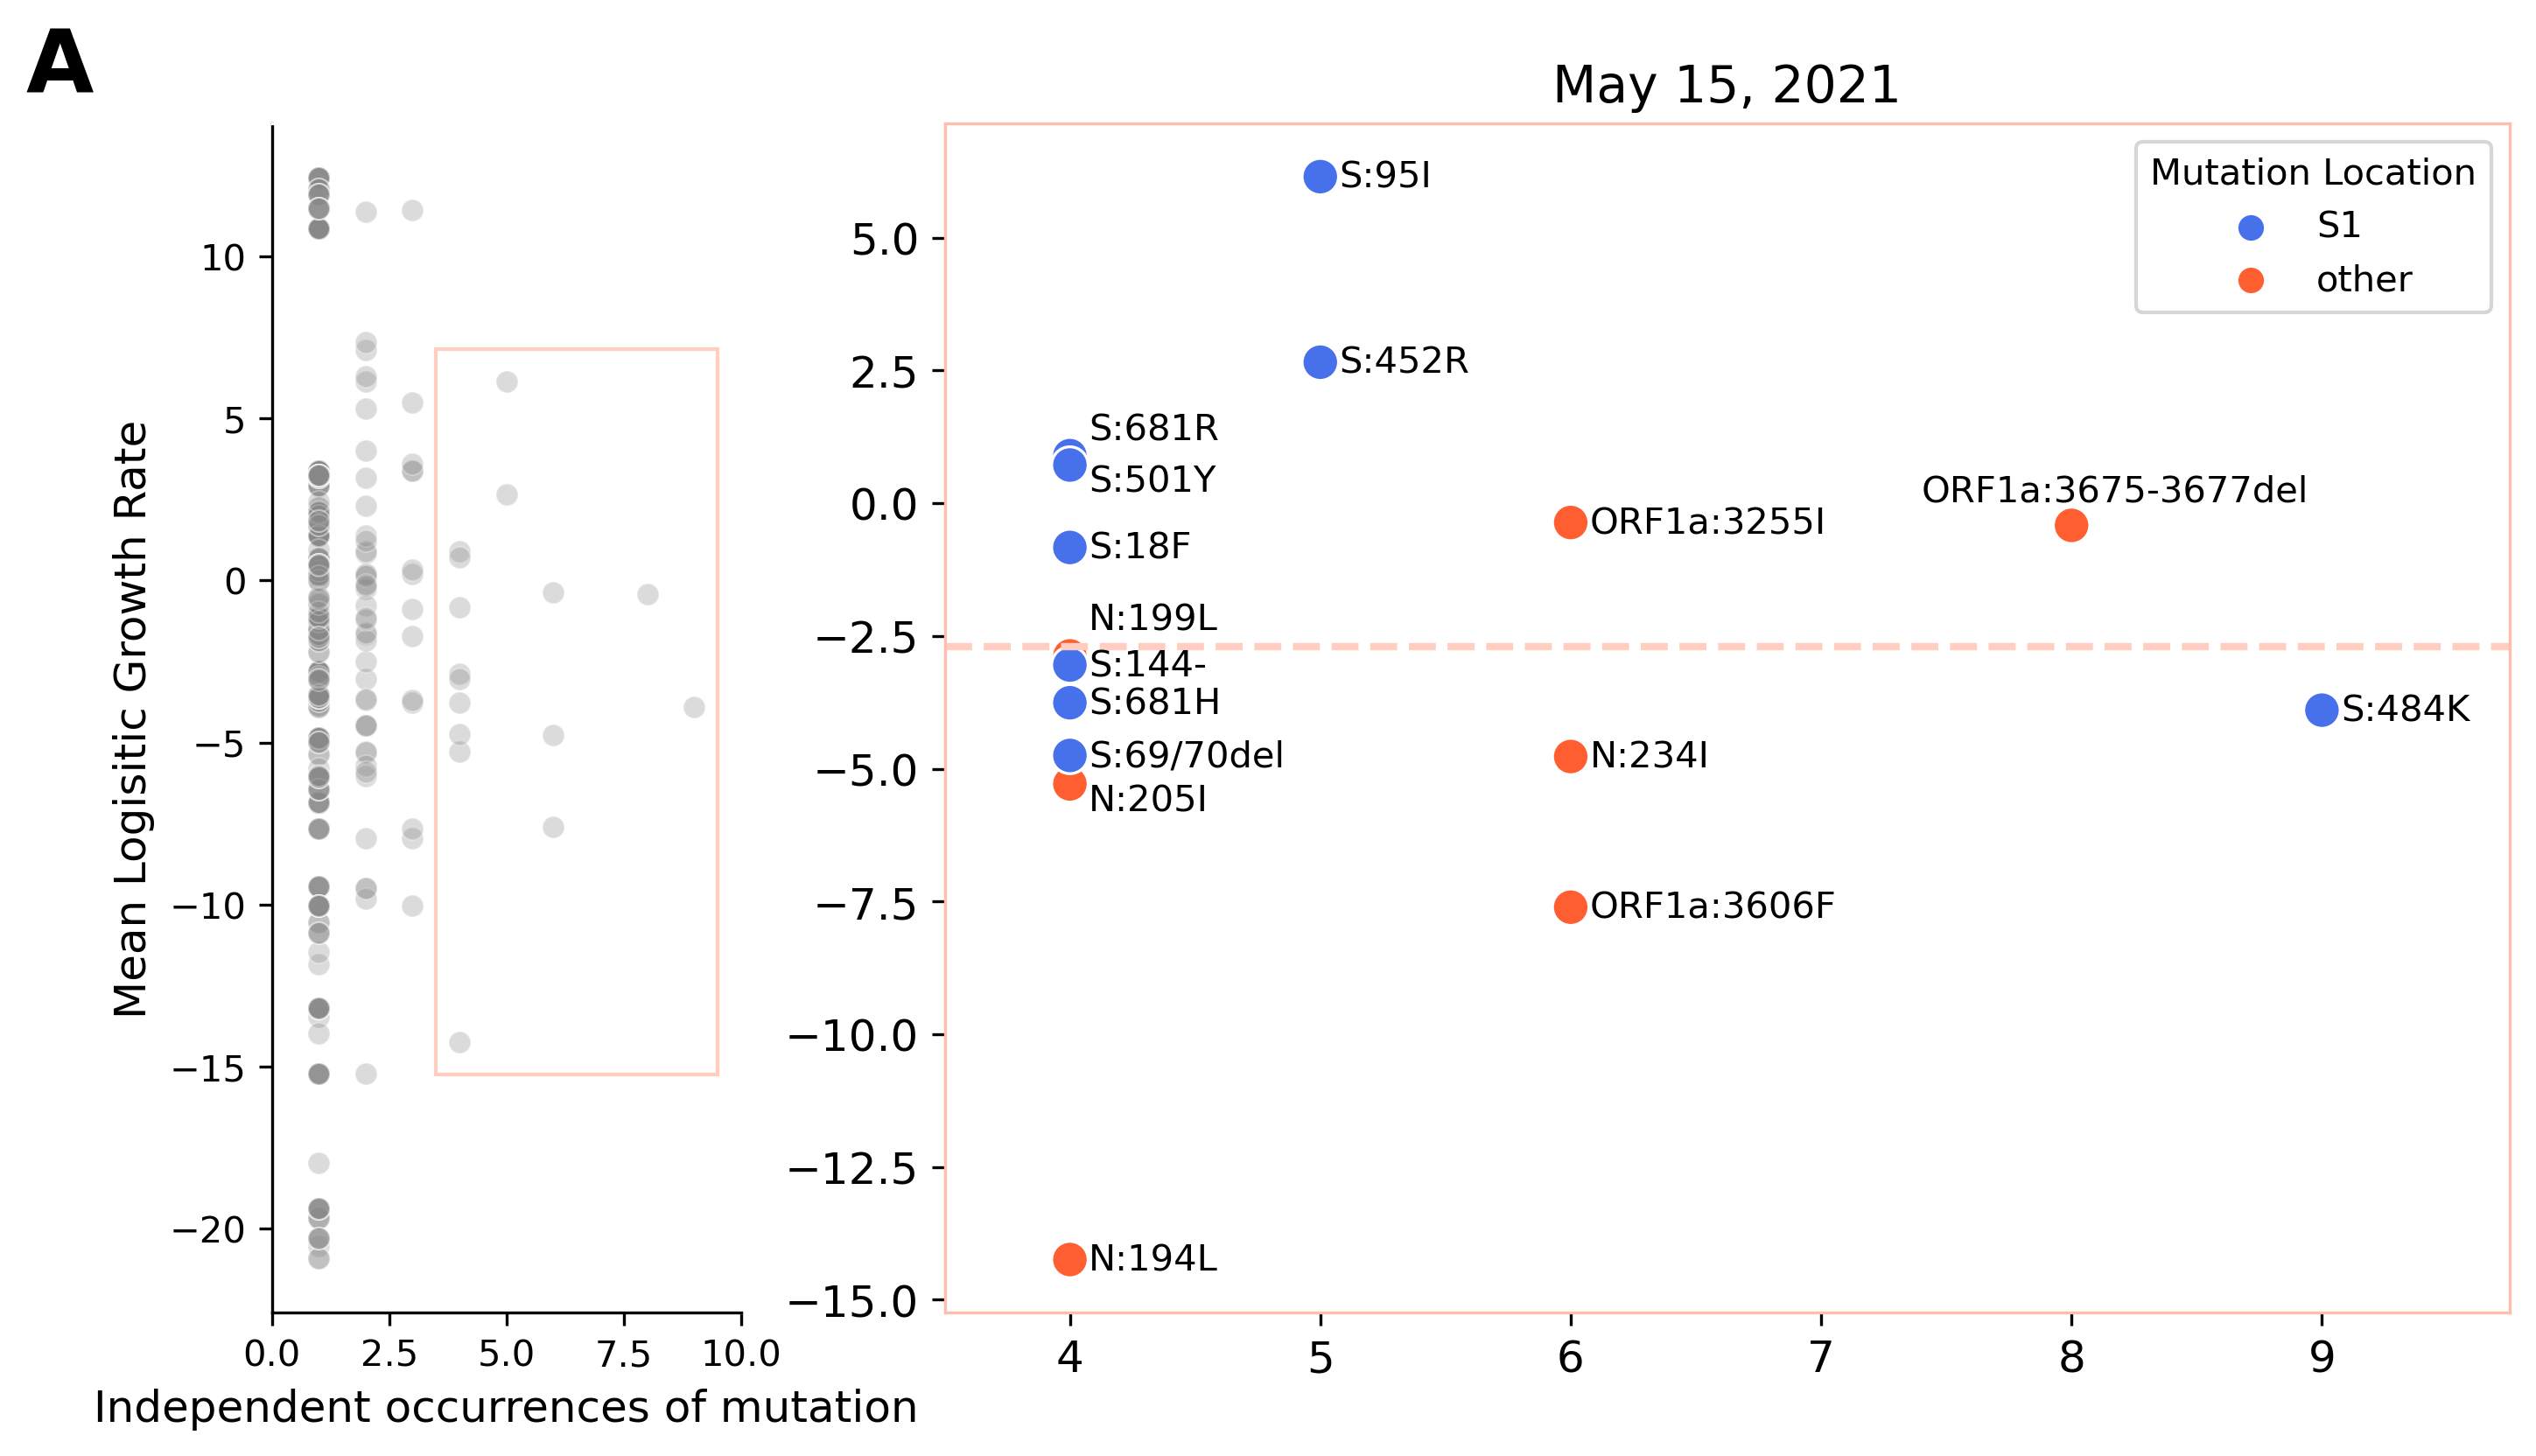 A
May 15, 2021
Mean Logisitic Growth Rate
10
5
0
−5
−10
−15
−20
0.0 2.5 5.0 7.5 10.0
Independent occurrences of mutation
5.0
2.5
0.0
−2.5
−5.0
−7.5
−10.0
−12.5
−15.0
4 5 6 7 8 9
Mutation Location
S1
other
S:95I
S:452R
S:681R
S:501Y
S:18F
ORF1a:3255I
ORF1a:3675-3677del
N:199L
S:144-
S:681H
S:484K
S:69/70del
N:234I
N:205I
ORF1a:3606F
N:194L